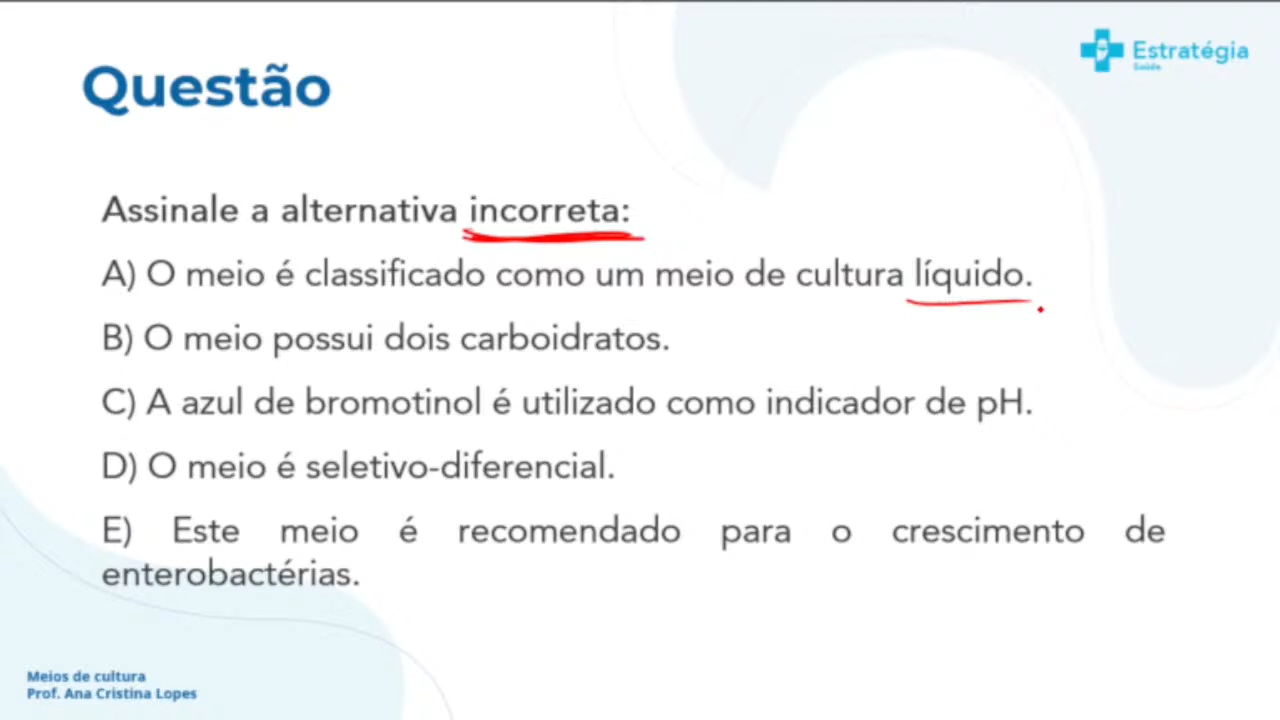 Estratégia
Saúde
Questão
Assinale a alternativa incorreta:
A) O meio é classificado como um meio de cultura líquido.
B) O meio possui dois carboidratos.
C) A azul de bromotinol é utilizado como indicador de pH.
D) O meio é seletivo-diferencial.
E) Este meio é recomendado para o crescimento de
enterobactérias.
Meios de cultura
Prof. Ana Cristina Lopes